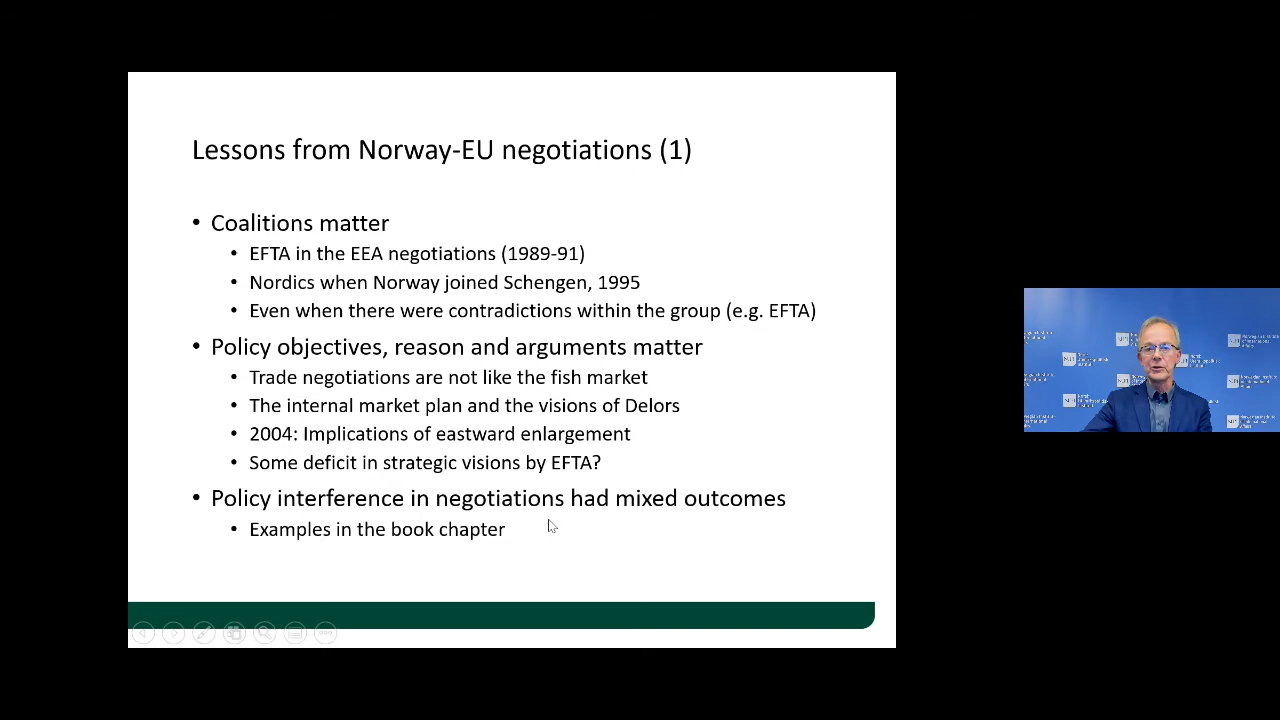 Lessons from Norway-EU negotiations (1)
• Coalitions matter
• EFTA in the EEA negotiations (1989-91)
• Nordics when Norway joined Schengen, 1995
• Even when there were contradictions within the group (e.g. EFTA)
• Policy objectives, reason and arguments matter
• Trade negotiations are not like the fish market
• The internal market plan and the visions of Delors
• 2004: Implications of eastward enlargement
• Some deficit in strategic visions by EFTA?
• Policy interference in negotiations had mixed outcomes
• Examples in the book chapter